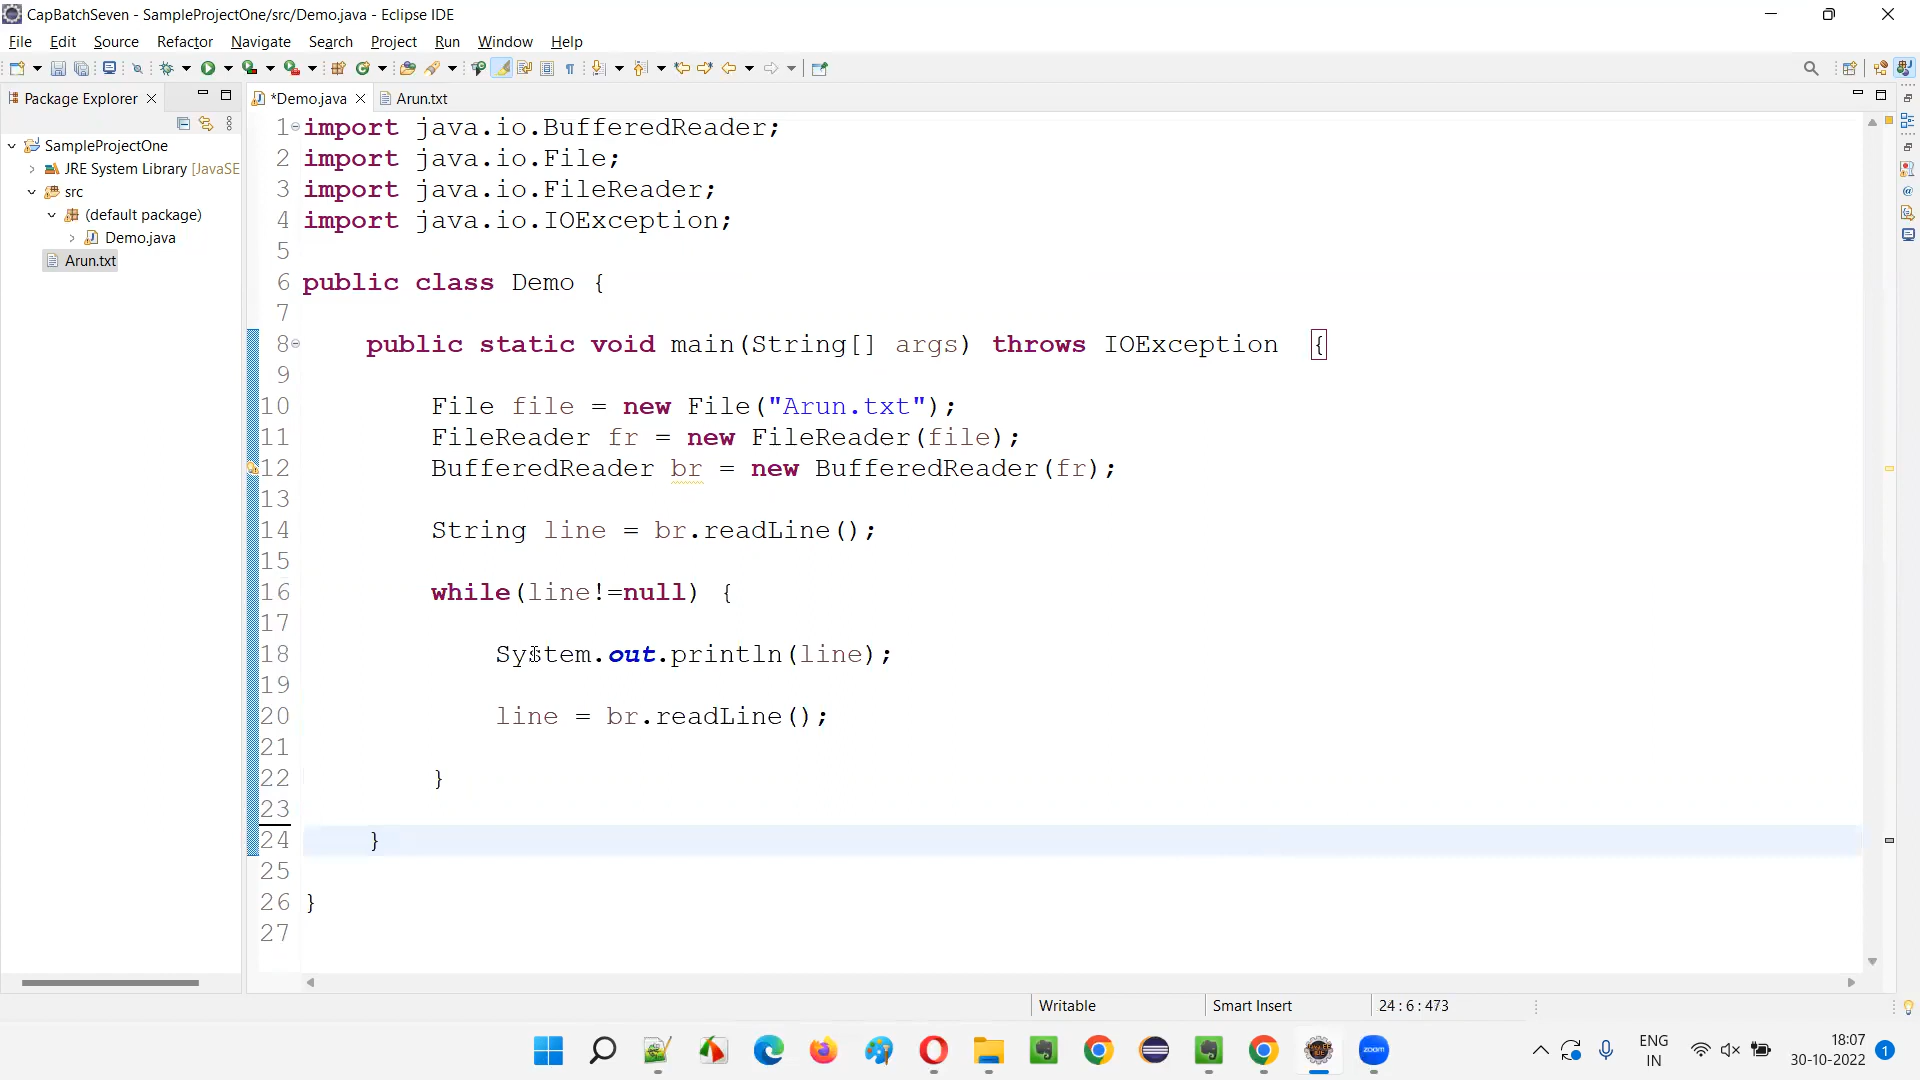 CapBatchSeven - SampleProjectOne/src/Demo.java - Eclipse IDE
File Edit Source Refactor Navigate Search Project Run Window Help
Package Explorer
*Demo.java
Arun.txt
SampleProjectOne
JRE System Library [JavaSE
src
(default package)
Demo.java
Arun.txt
1 import java.io.BufferedReader;
2 import java.io.File;
3 import java.io.FileReader;
4 import java.io.IOException;
5
6 public class Demo {
7
8 public static void main(String[] args) throws IOException {
9
10 File file = new File("Arun.txt");
11 FileReader fr = new FileReader(file);
12 BufferedReader br = new BufferedReader(fr);
13
14 String line = br.readLine();
15
16 while(line!=null) {
17
18 System.out.println(line);
19
20 line = br.readLine();
21
22 }
23
24 }
25
26 }
27
Writable Smart Insert 24 : 6 : 473
zoom
ENG
IN
18:07
30-10-2022
1